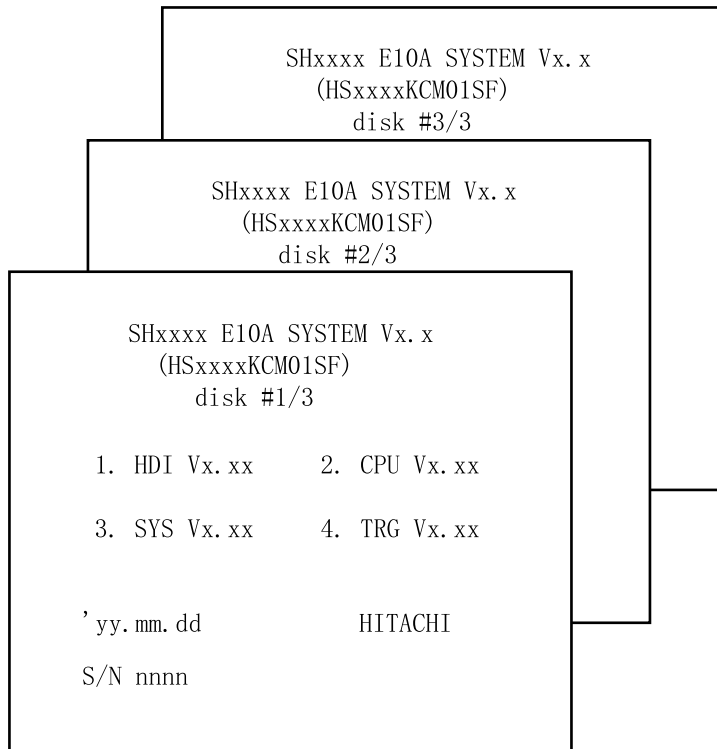 SHxxxx E10A SYSTEM Vx.x
(HSxxxxKCM01SF)
disk #3/3
SHxxxx E10A SYSTEM Vx.x
(HSxxxxKCM01SF)
disk #2/3
SHxxxx E10A SYSTEM Vx.x
(HSxxxxKCM01SF)
disk #1/3
1. HDI Vx.xx 2. CPU Vx.xx
3. SYS Vx.xx 4. TRG Vx.xx
'yy.mm.dd HITACHI
S/N nnnn